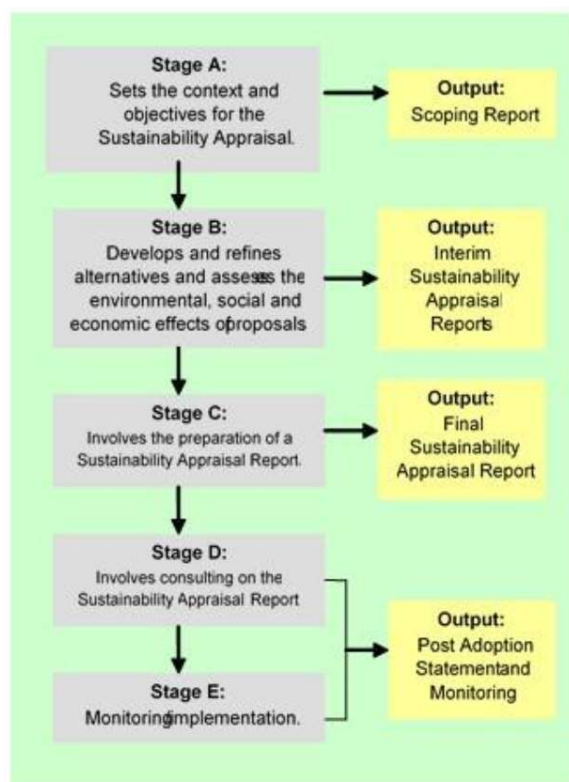 Stage A:
Sets the context and
objectives for the
Sustainability Appraisal.
Output:
Scoping Report
Stage B:
Develops and refines
alternatives and assesses the
environmental, social and
economic effects of proposals
Output:
Interim
Sustainability
Appraisal
Reports
Stage C:
Involves the preparation of a
Sustainability Appraisal Report.
Output:
Final
Sustainability
Appraisal Report
Stage D:
Involves consulting on the
Sustainability Appraisal Report
Stage E:
Monitoring implementation.
Output:
Post Adoption
Statementand
Monitoring